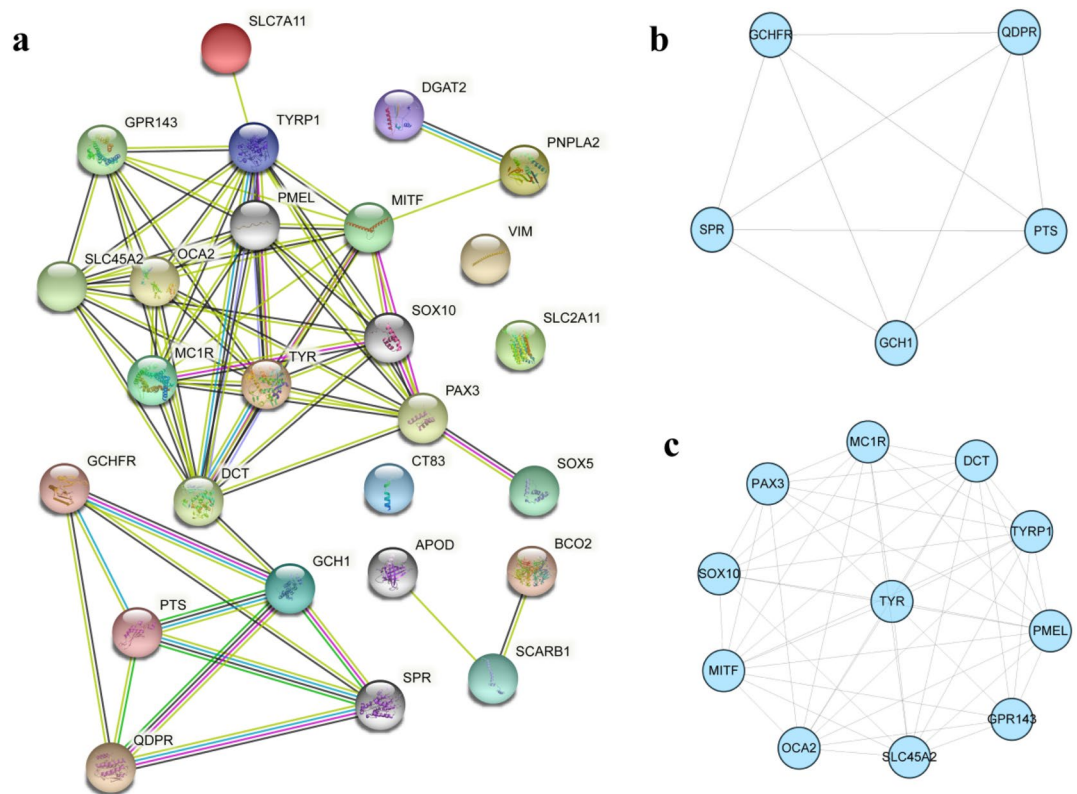 a
SLC7A11
DGAT2
GPR143
TYRP1
PNPLA2
PMEL
MITF
VIM
SLC45A2
OCA2
SOX10
SLC2A11
MC1R
TYR
PAX3
GCHFR
DCT
CT83
SOX5
GCH1
APOD
BCO2
PTS
SCARB1
SPR
QDPR
b
GCHFR
QDPR
SPR
PTS
GCH1
c
MC1R
DCT
PAX3
TYRP1
SOX10
TYR
PMEL
MITF
GPR143
OCA2
SLC45A2